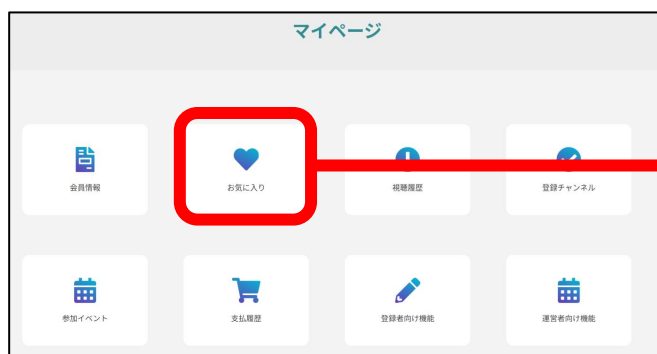 マイページ
会員情報
お気に入り
視聴履歴
登録チャンネル
参加イベント
支払履歴
登録者向け機能
運営者向け機能